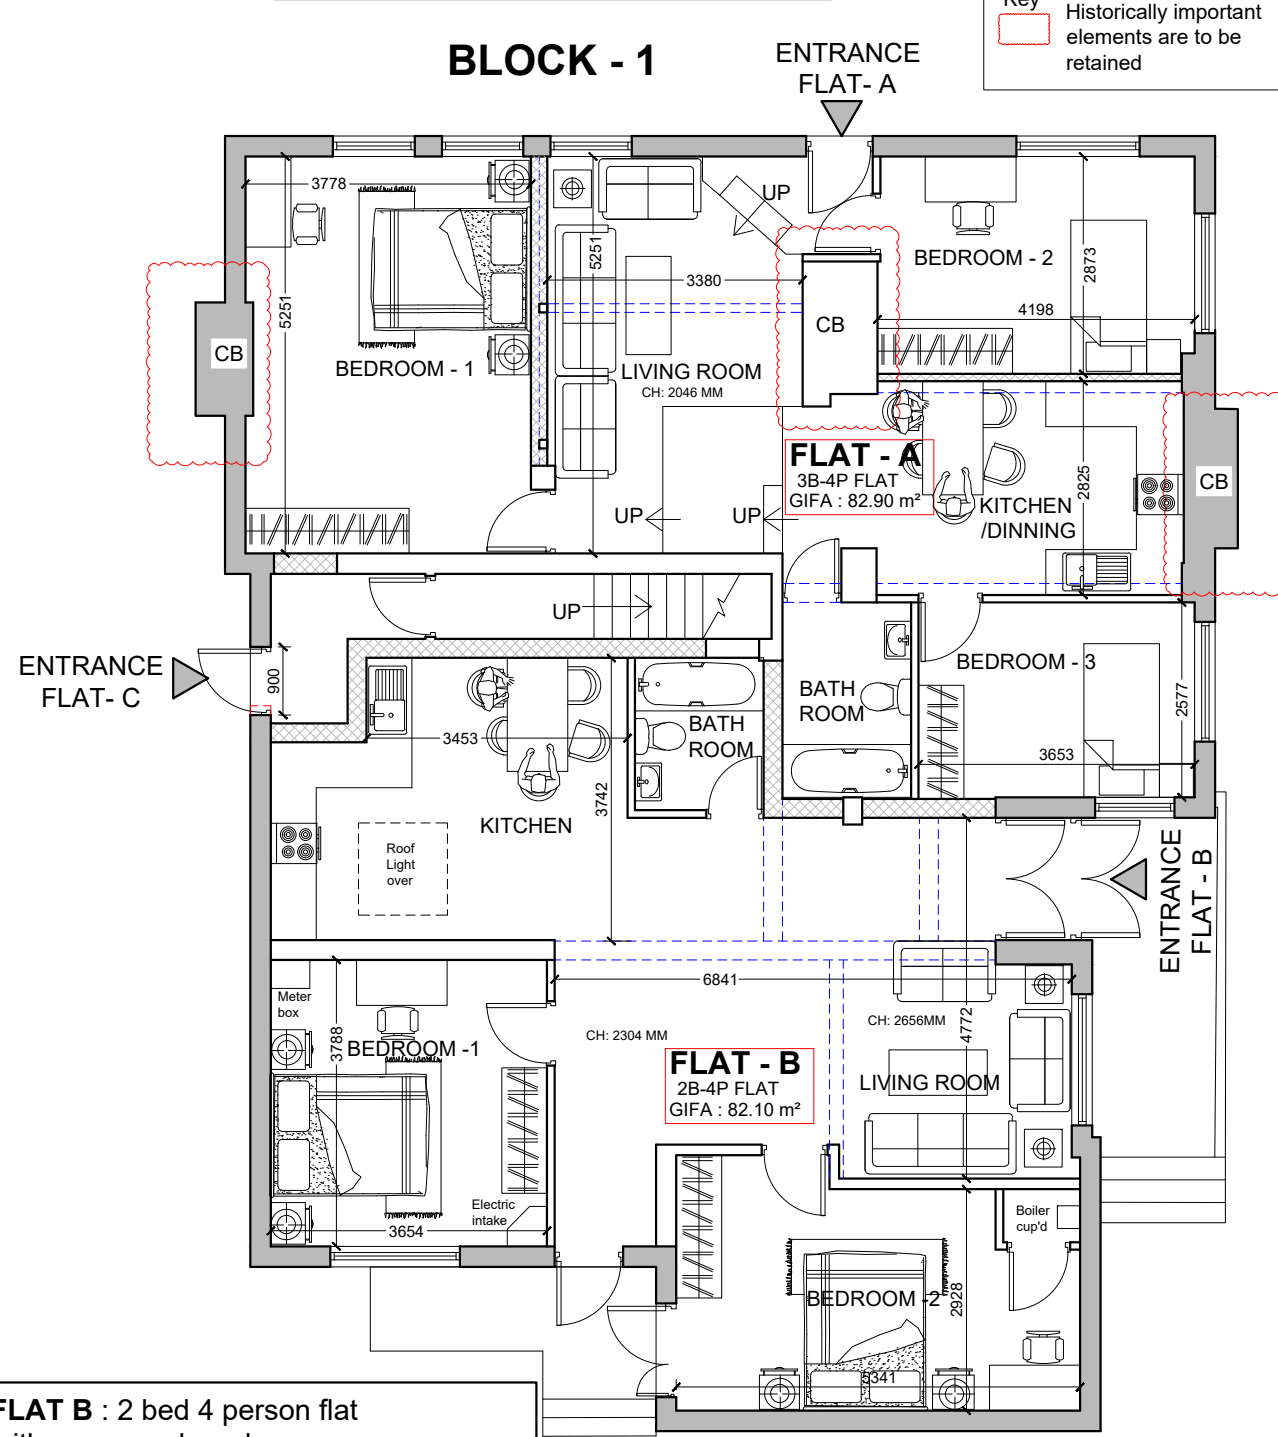 Key
Historically important
elements are to be
retained
BLOCK - 1
ENTRANCE
FLAT- A
3778
5251
CB
BEDROOM - 1
UP
5251
3380
LIVING ROOM
CH: 2046 MM
CB
BEDROOM - 2
2873
4198
FLAT - A
3B-4P FLAT
GIFA : 82.90 m²
2825
KITCHEN
/DINNING
CB
UP
UP
UP
ENTRANCE
FLAT- C
900
3453
BATH
ROOM
BATH
ROOM
BEDROOM - 3
2577
3653
3742
KITCHEN
Roof
Light
over
ENTRANCE
FLAT - B
6841
Meter
box
CH: 2304 MM
CH: 2656MM
4772
3788
BEDROOM -1
FLAT - B
2B-4P FLAT
GIFA : 82.10 m²
LIVING ROOM
Electric
intake
3654
Boiler
cup'd
BEDROOM -2
2928
5341
FLAT B : 2 bed 4 person flat